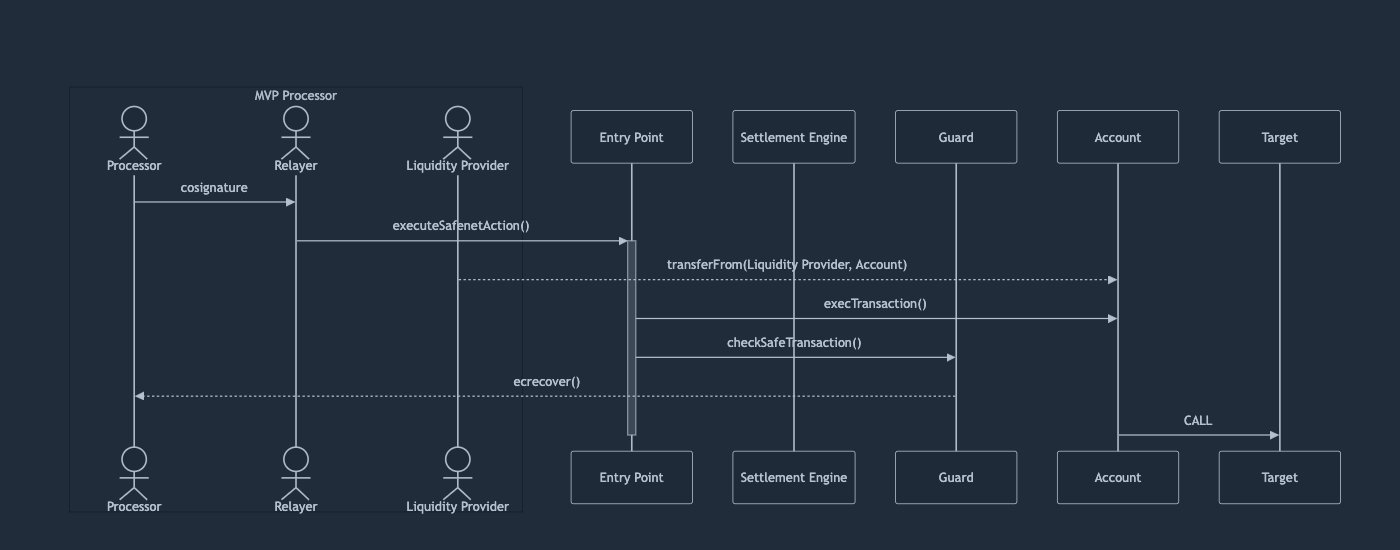 MVP Processor
Processor
Relayer
Liquidity Provider
Entry Point
Settlement Engine
Guard
Account
Target
cosignature
executeSafenetAction()
transferFrom(Liquidity Provider, Account)
execTransaction()
checkSafeTransaction()
ecrecover()
CALL
Processor
Relayer
Liquidity Provider
Entry Point
Settlement Engine
Guard
Account
Target